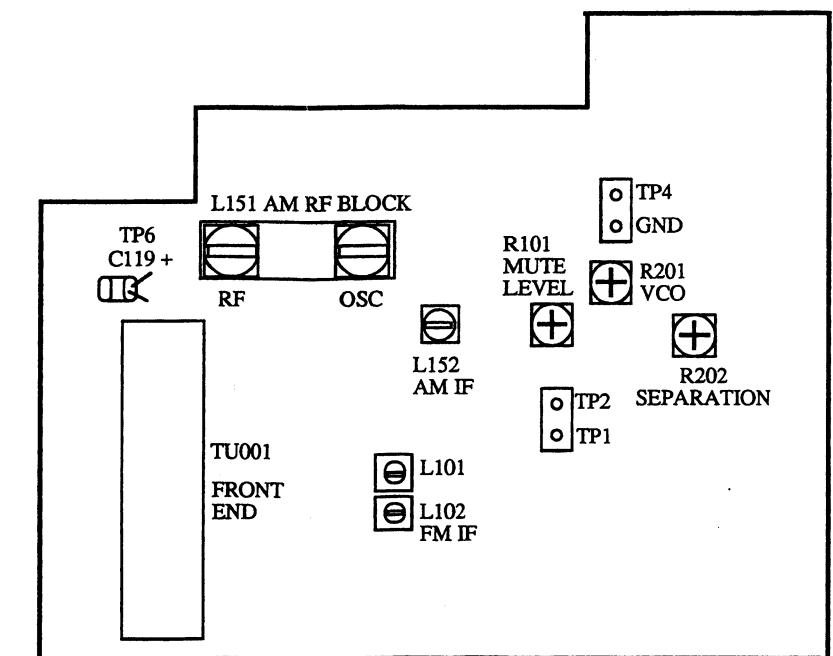 L151 AM RF BLOCK
TP6
C119 +
RF
OSC
TP4
GND
R101
MUTE
LEVEL
R201
VCO
L152
AM IF
R202
SEPARATION
TP2
TP1
TU001
FRONT
END
L101
L102
FM IF